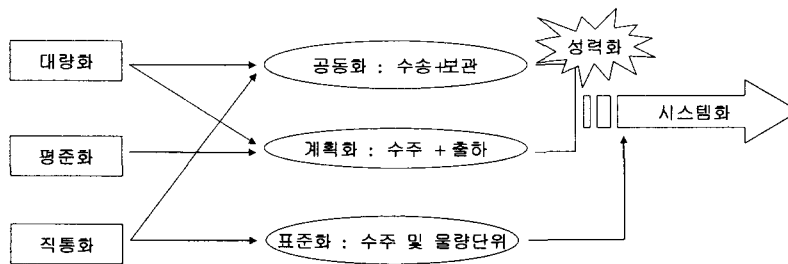 성력화
대량화
공동화 : 수송+보관
시스템화
평준화
계획화 : 수주 + 출하
직통화
표준화 : 수주 및 물량단위